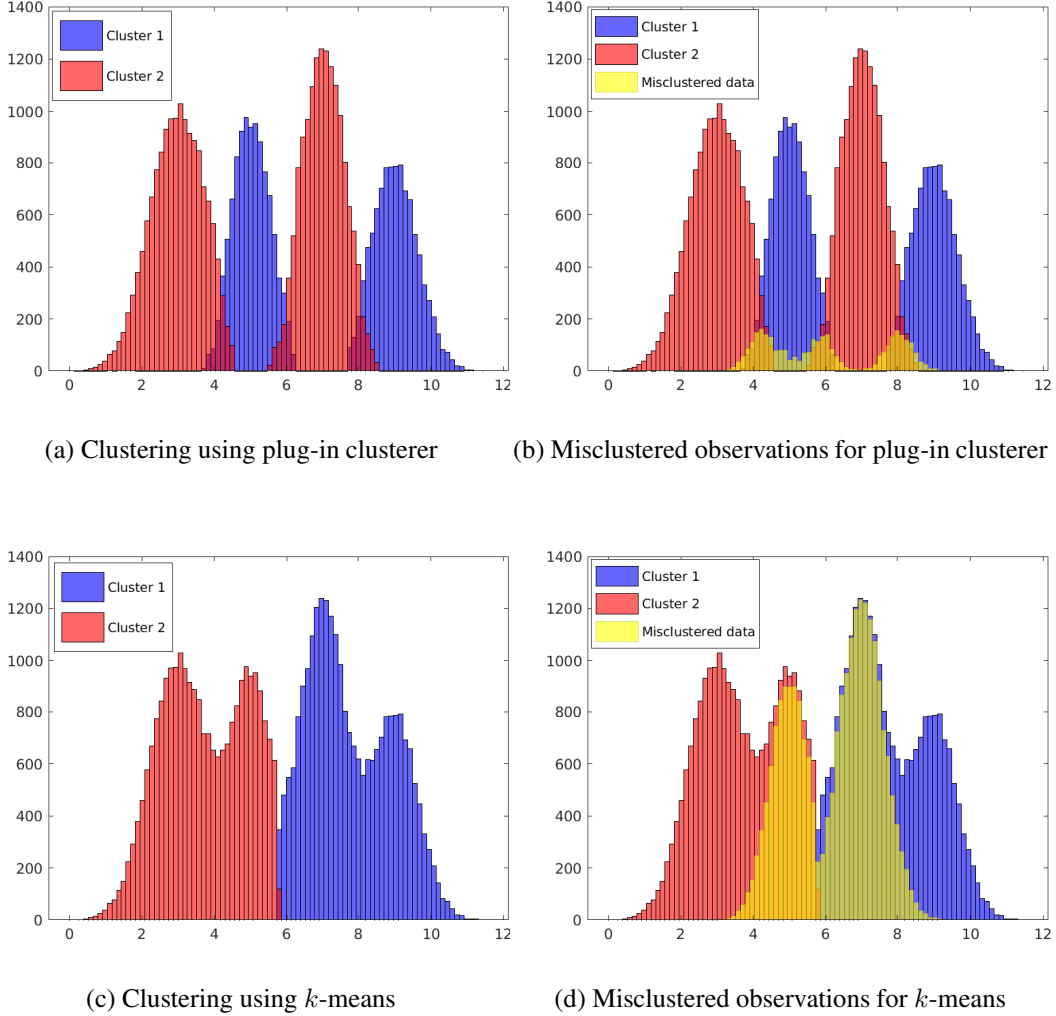 1400
1200
1000
800
600
400
200
0
0 2 4 6 8 10 12
Cluster 1
Cluster 2
(a) Clustering using plug-in clusterer
1400
1200
1000
800
600
400
200
0
0 2 4 6 8 10 12
Cluster 1
Cluster 2
Misclustered data
(b) Misclustered observations for plug-in clusterer
1400
1200
1000
800
600
400
200
0
0 2 4 6 8 10 12
Cluster 1
Cluster 2
(c) Clustering using k-means
1400
1200
1000
800
600
400
200
0
0 2 4 6 8 10 12
Cluster 1
Cluster 2
Misclustered data
(d) Misclustered observations for k-means